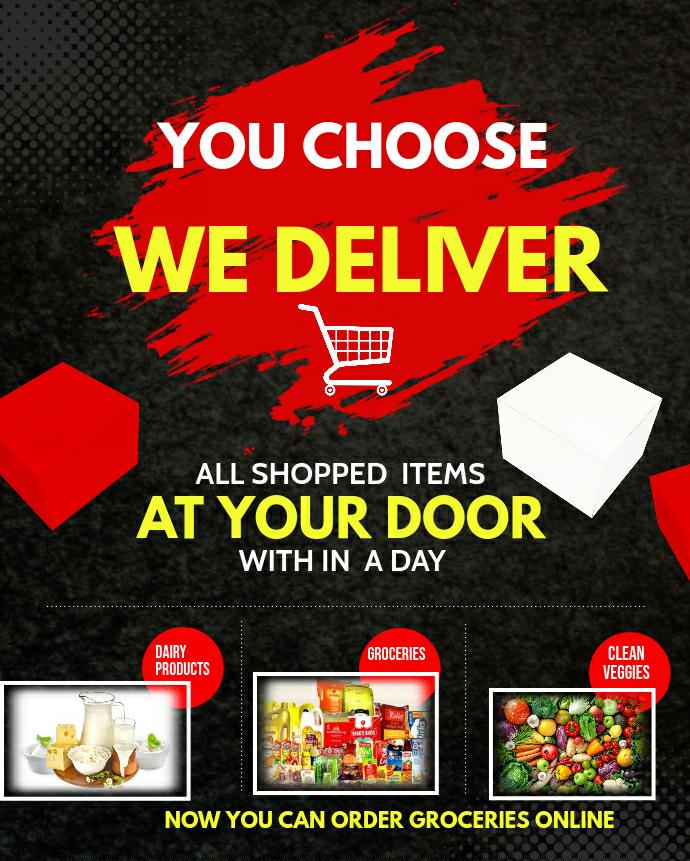 YOU CHOOSE
WE DELIVER
ALL SHOPPED ITEMS
AT YOUR DOOR
WITH IN A DAY
DAIRY
PRODUCTS
GROCERIES
CLEAN
VEGGIES
NOW YOU CAN ORDER GROCERIES ONLINE